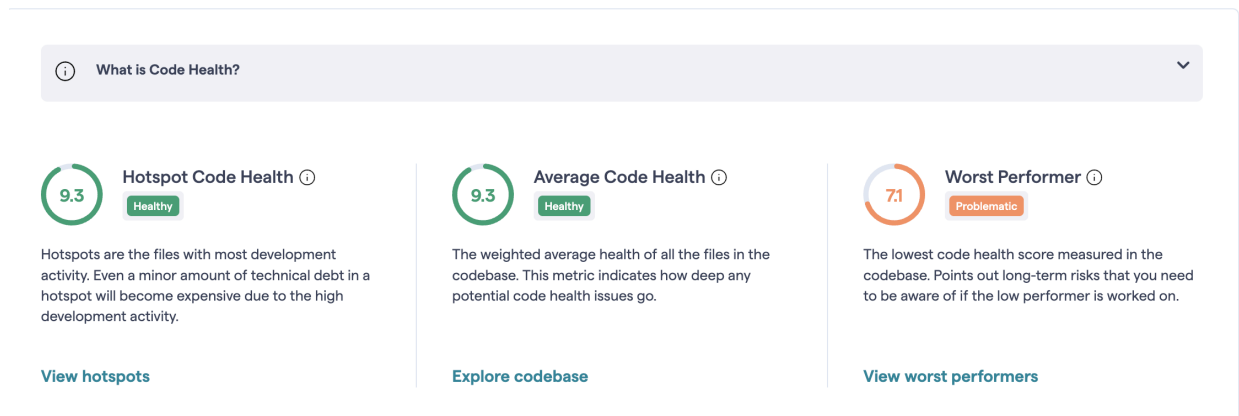 What is Code Health?
9.3
Hotspot Code Health
Healthy
Hotspots are the files with most development
activity. Even a minor amount of technical debt in a
hotspot will become expensive due to the high
development activity.
View hotspots
9.3
Average Code Health
Healthy
The weighted average health of all the files in the
codebase. This metric indicates how deep any
potential code health issues go.
Explore codebase
7.1
Worst Performer
Problematic
The lowest code health score measured in the
codebase. Points out long-term risks that you need
to be aware of if the low performer is worked on.
View worst performers